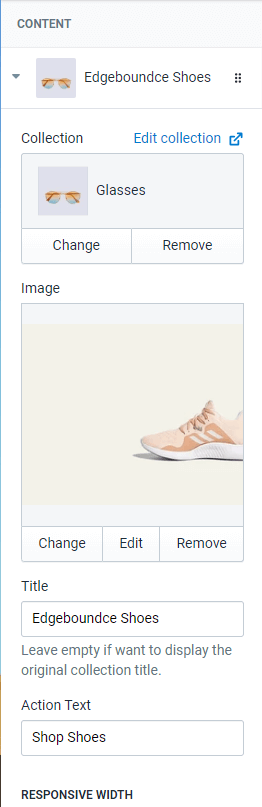 CONTENT
Edgeboundce Shoes
Collection Edit collection
Glasses
Change Remove
Image
Change Edit Remove
Title
Edgeboundce Shoes
Leave empty if want to display the
original collection title.
Action Text
Shop Shoes
RESPONSIVE WIDTH